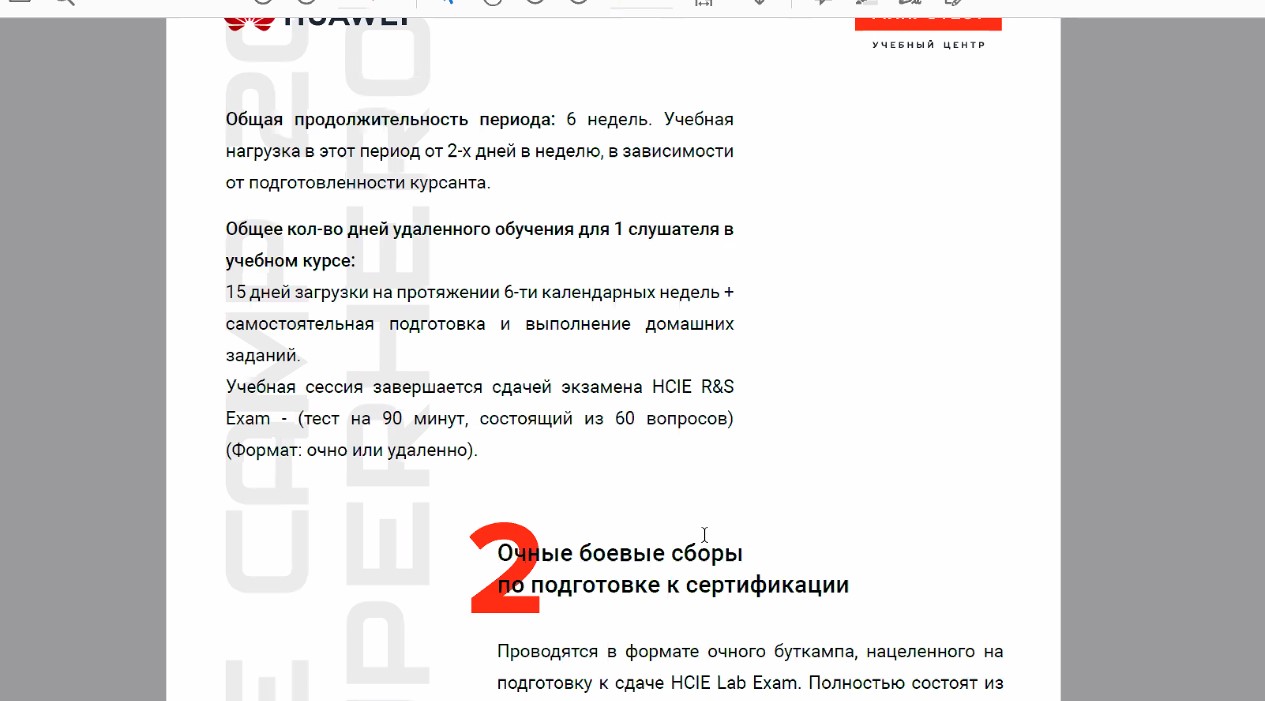 HUAWEI
УЧЕБНЫЙ ЦЕНТР
Общая продолжительность периода: 6 недель. Учебная
нагрузка в этот период от 2-х дней в неделю, в зависимости
от подготовленности курсанта.
Общее кол-во дней удаленного обучения для 1 слушателя в
учебном курсе:
15 дней загрузки на протяжении 6-ти календарных недель +
самостоятельная подготовка и выполнение домашних
заданий.
Учебная сессия завершается сдачей экзамена HCIE R&S
Exam - (тест на 90 минут, состоящий из 60 вопросов)
(Формат: очно или удаленно).
2
Очные боевые сборы
по подготовке к сертификации
Проводятся в формате очного буткампа, нацеленного на
подготовку к сдаче HCIE Lab Exam. Полностью состоят из